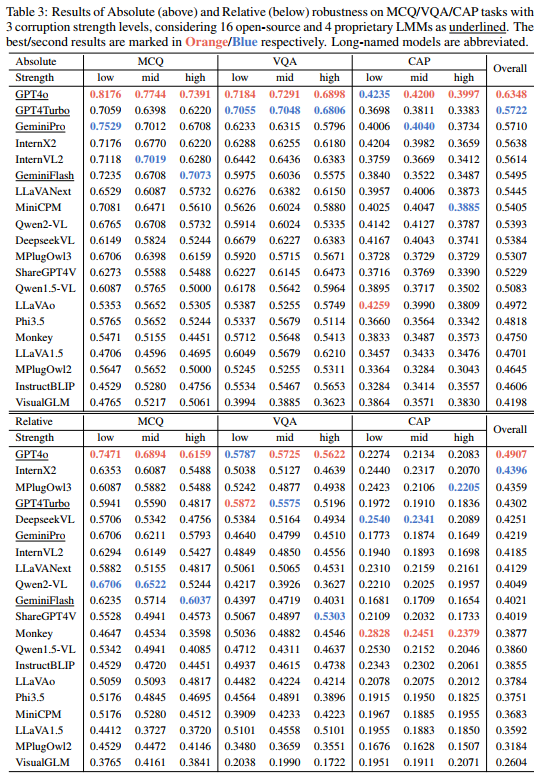 Table 3: Results of Absolute (above) and Relative (below) robustness on MCQ/VQA/CAP tasks with
3 corruption strength levels, considering 16 open-source and 4 proprietary LMMs as underlined. The
best/second results are marked in Orange/Blue respectively. Long-named models are abbreviated.
Absolute MCQ VQA CAP Overall
Strength low mid high low mid high low mid high
GPT4o 0.8176 0.7744 0.7391 0.7184 0.7291 0.6898 0.4235 0.4200 0.3997 0.6348
GPT4Turbo 0.7059 0.6398 0.6220 0.7055 0.7048 0.6806 0.3698 0.3811 0.3383 0.5722
GeminiPro 0.7529 0.7012 0.6708 0.6233 0.6315 0.5796 0.4006 0.4040 0.3734 0.5710
InternX2 0.7176 0.6770 0.6220 0.6288 0.6255 0.6180 0.4204 0.3982 0.3659 0.5638
InternVL2 0.7118 0.7019 0.6280 0.6442 0.6436 0.6383 0.3759 0.3669 0.3412 0.5614
GeminiFlash 0.7235 0.6708 0.7073 0.5975 0.6036 0.5575 0.3840 0.3522 0.3487 0.5495
LLaVANext 0.6529 0.6087 0.5732 0.6276 0.6382 0.6150 0.3957 0.4006 0.3873 0.5445
MiniCPM 0.7081 0.6471 0.5610 0.5626 0.6024 0.5880 0.4025 0.4047 0.3885 0.5405
Qwen2-VL 0.6765 0.6708 0.5732 0.5914 0.6024 0.5335 0.4142 0.4127 0.3787 0.5393
DeepseekVL 0.6149 0.5824 0.5244 0.6679 0.6227 0.6383 0.4167 0.4043 0.3741 0.5384
MPlugOwl3 0.6706 0.6398 0.6159 0.5920 0.5715 0.5671 0.3728 0.3729 0.3729 0.5307
ShareGPT4V 0.6273 0.5588 0.5488 0.6227 0.6145 0.6473 0.3716 0.3769 0.3390 0.5229
Qwen1.5-VL 0.6087 0.5765 0.5000 0.6178 0.5642 0.5964 0.3895 0.3717 0.3502 0.5083
LLaVAo 0.5353 0.5652 0.5305 0.5387 0.5255 0.5749 0.4259 0.3990 0.3809 0.4972
Phi3.5 0.5765 0.5652 0.5244 0.5337 0.5679 0.5114 0.3660 0.3564 0.3342 0.4818
Monkey 0.5471 0.5155 0.4451 0.5712 0.5648 0.5413 0.3833 0.3487 0.3573 0.4750
LLaVA1.5 0.4706 0.4596 0.4695 0.6049 0.5679 0.6210 0.3457 0.3433 0.3476 0.4701
MPlugOwl2 0.5647 0.5652 0.5000 0.5245 0.5255 0.5311 0.3364 0.3284 0.3043 0.4645
InstructBLIP 0.4529 0.5280 0.4756 0.5534 0.5467 0.5653 0.3284 0.3414 0.3557 0.4606
VisualGLM 0.4765 0.5217 0.5061 0.3994 0.3885 0.3623 0.3864 0.3571 0.3830 0.4198
Relative MCQ VQA CAP Overall
Strength low mid high low mid high low mid high
GPT4o 0.7471 0.6894 0.6159 0.5787 0.5725 0.5622 0.2274 0.2134 0.2083 0.4907
InternX2 0.6353 0.6087 0.5488 0.5038 0.5127 0.4639 0.2440 0.2317 0.2070 0.4396
MPlugOwl3 0.6087 0.5882 0.5488 0.5242 0.4877 0.4938 0.2423 0.2106 0.2205 0.4359
GPT4Turbo 0.5941 0.5590 0.4817 0.5872 0.5575 0.5196 0.1972 0.1910 0.1836 0.4302
DeepseekVL 0.5706 0.5342 0.4756 0.5384 0.5164 0.4934 0.2540 0.2341 0.2089 0.4251
GeminiPro 0.6706 0.6211 0.5793 0.4640 0.4799 0.4510 0.1773 0.1874 0.1649 0.4219
InternVL2 0.6294 0.6149 0.5427 0.4849 0.4850 0.4556 0.1940 0.1893 0.1698 0.4185
LLaVANext 0.5882 0.5155 0.4817 0.5061 0.5065 0.4531 0.2310 0.2159 0.2161 0.4129
Qwen2-VL 0.6706 0.6522 0.5244 0.4217 0.3926 0.3627 0.2210 0.2025 0.1957 0.4049
GeminiFlash 0.6235 0.5714 0.6037 0.4397 0.4719 0.4031 0.1681 0.1709 0.1654 0.4021
ShareGPT4V 0.5528 0.4941 0.4573 0.5067 0.4897 0.5303 0.2109 0.2032 0.1733 0.4019
Monkey 0.4647 0.4534 0.3598 0.5036 0.4882 0.4546 0.2828 0.2451 0.2379 0.3877
Qwen1.5-VL 0.5342 0.4941 0.4085 0.4712 0.4311 0.4637 0.2530 0.2152 0.2046 0.3860
InstructBLIP 0.4529 0.4720 0.4451 0.4937 0.4615 0.4738 0.2343 0.2302 0.2061 0.3855
LLaVAo 0.5059 0.5093 0.4817 0.4482 0.4224 0.4214 0.2078 0.2075 0.2012 0.3784
Phi3.5 0.5176 0.4845 0.4695 0.4564 0.4891 0.3896 0.1915 0.1950 0.1825 0.3751
MiniCPM 0.5176 0.5280 0.4512 0.3909 0.4233 0.4223 0.1967 0.1885 0.1955 0.3683
LLaVA1.5 0.4412 0.3727 0.3720 0.5101 0.4558 0.5101 0.1955 0.1883 0.1850 0.3592
MPlugOwl2 0.4529 0.4472 0.4146 0.3480 0.3659 0.3551 0.1676 0.1628 0.1507 0.3184
VisualGLM 0.3765 0.4161 0.3841 0.2038 0.1990 0.1722 0.1951 0.1911 0.2071 0.2604